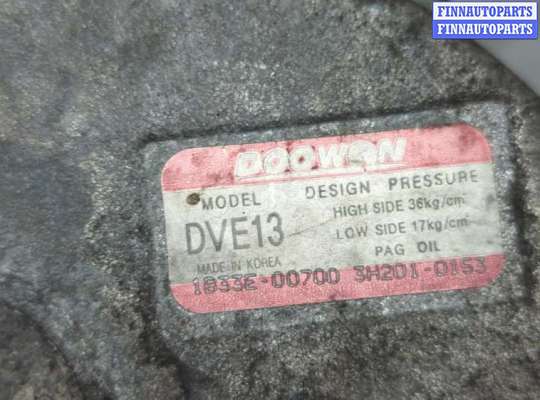 FINNAUTOPARTS
FINNAUTOPARTS
DOOWON
MODEL DESIGN PRESSURE
DVE13 HIGH SIDE 36kg/cm
LOW SIDE 17kg/cm
MADE IN KOREA PAG OIL
1B33E-00700 3H201-0153